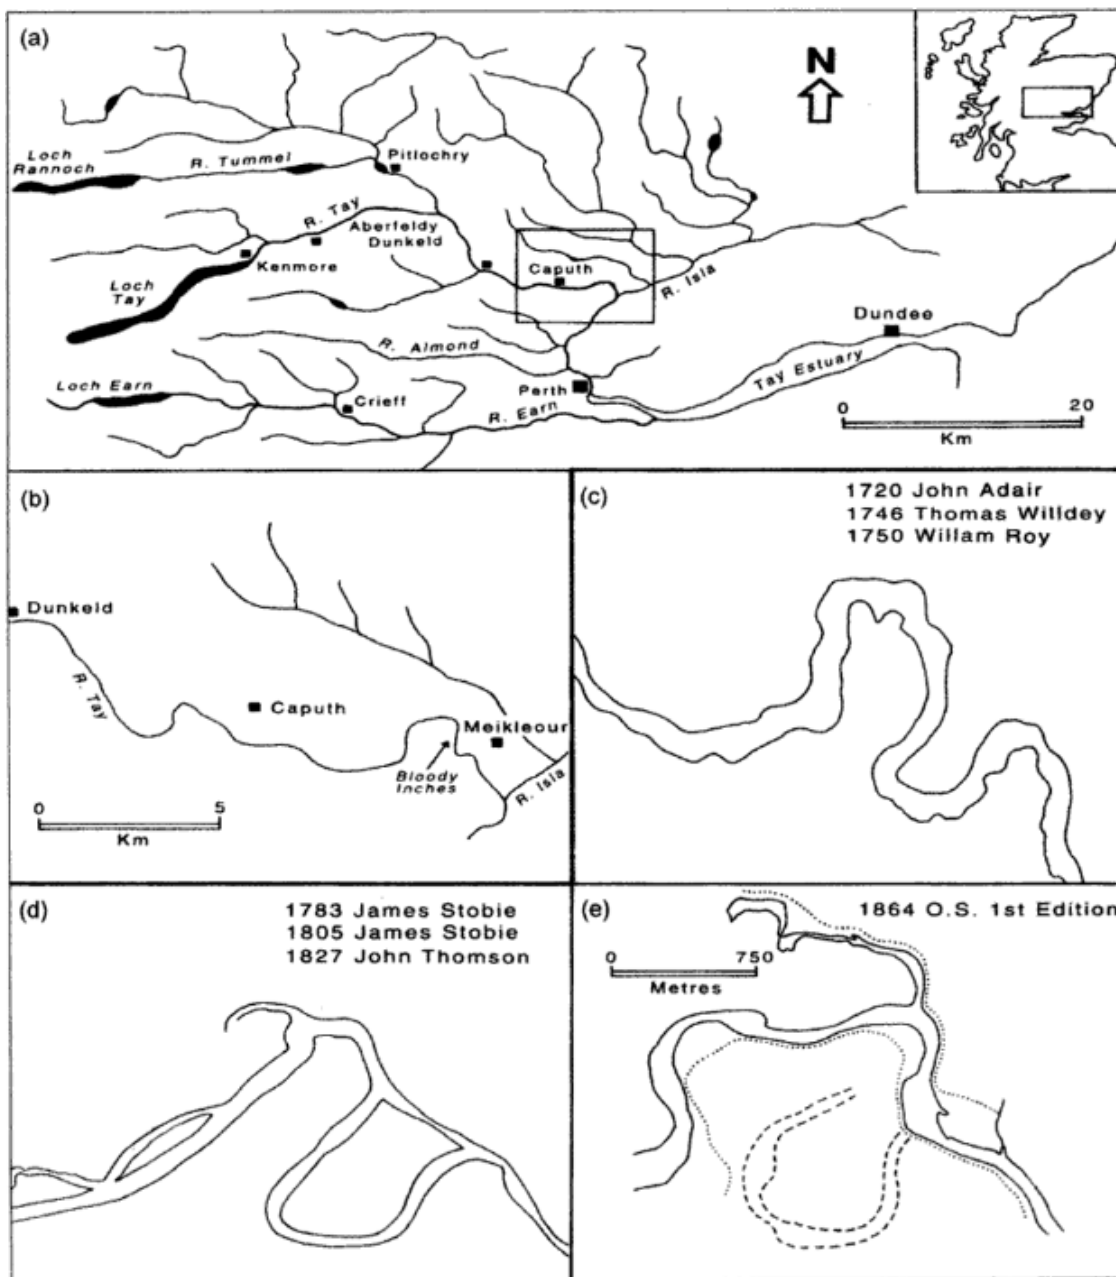 (a)
N
Loch
Rannoch
R. Tummel
Pitlochry
R. Tay
Aberfeldy
Dunkeld
Kenmore
Caputh
R. Isla
Loch
Tay
Dundee
R. Almond
Tay Estuary
Loch Earn
Perth
Crieff
R. Earn
0 20
Km
(b)
Dunkeld
R. Tay
Caputh
Meikleour
Bloody
Inches
R. Isla
0 5
Km
(c)
1720 John Adair
1746 Thomas Willdey
1750 Willam Roy
(d)
1783 James Stobie
1805 James Stobie
1827 John Thomson
(e)
1864 O.S. 1st Edition
0 750
Metres